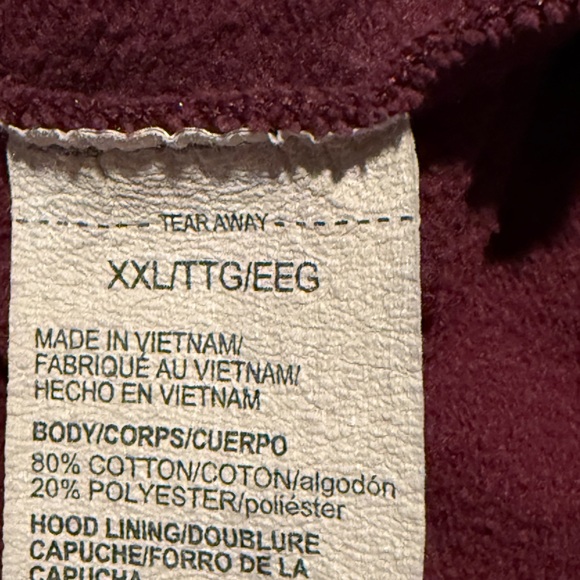 TEAR AWAY
XXL/TTG/EEG
MADE IN VIETNAM/
FABRIQUÉ AU VIETNAM/
HECHO EN VIETNAM
BODY/CORPS/CUERPO
80% COTTON/COTON/algodón
20% POLYESTER/poliéster
HOOD LINING/DOUBLURE
CAPUCHE/FORRO DE LA
CAPUCHA